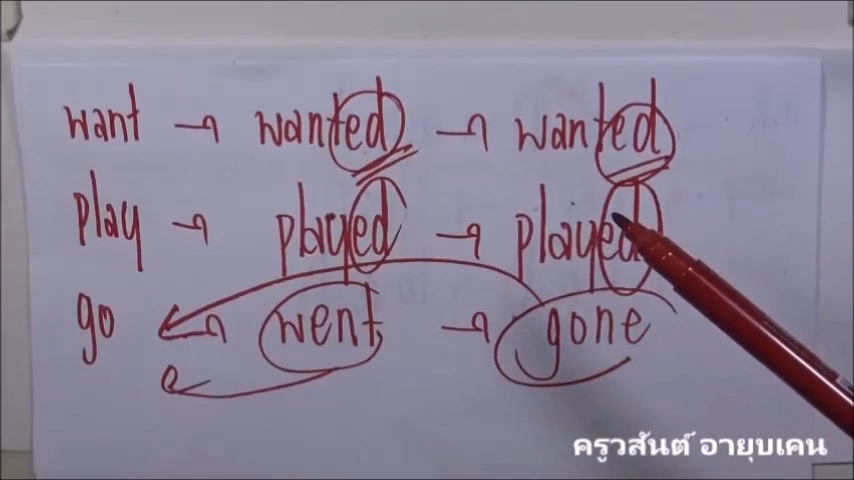 want → wanted → wanted
play → played → played
go → went → gone
ครูวสันต์ อายุบเคน